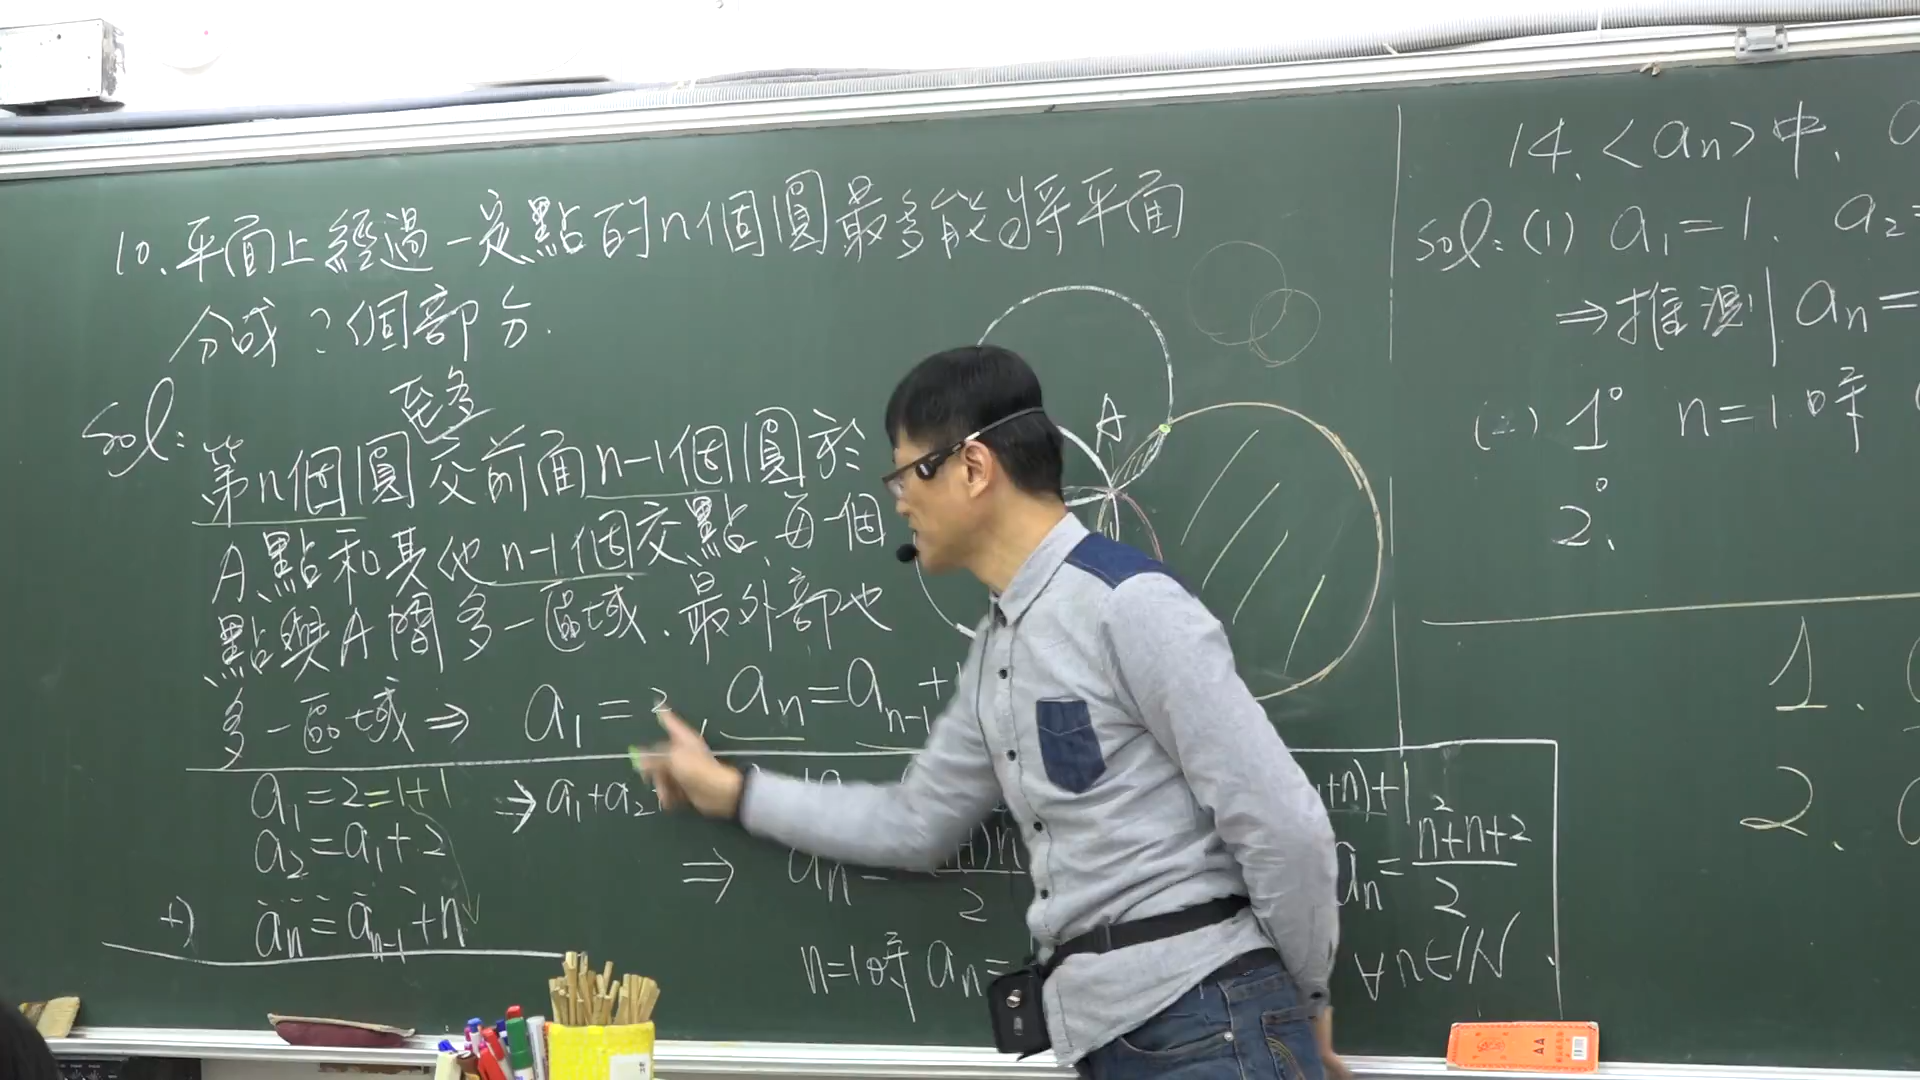 10. 平面上經過一定點的n個圓最多能將平面
分成?個部分.
至多
sol: 第n個圓交前面n-1個圓於
A點和其他n-1個交點,每一個
點與A間多一區域.最外部也
多一區域 ⇒ a₁=2, aₙ=aₙ₋₁+
a₁=2=1+1
a₂=a₁+2
+) aₙ=aₙ₋₁+n
⇒ a₁+a₂+
+n)+1
⇒ aₙ=
2
n=1時 aₙ=
aₙ=(n²+n+2)/2
∀n∈N
A
14. <aₙ>中.
sol: (1) a₁=1. a₂=
⇒推測 aₙ=
(2) 1° n=1時
2°
1.
2.